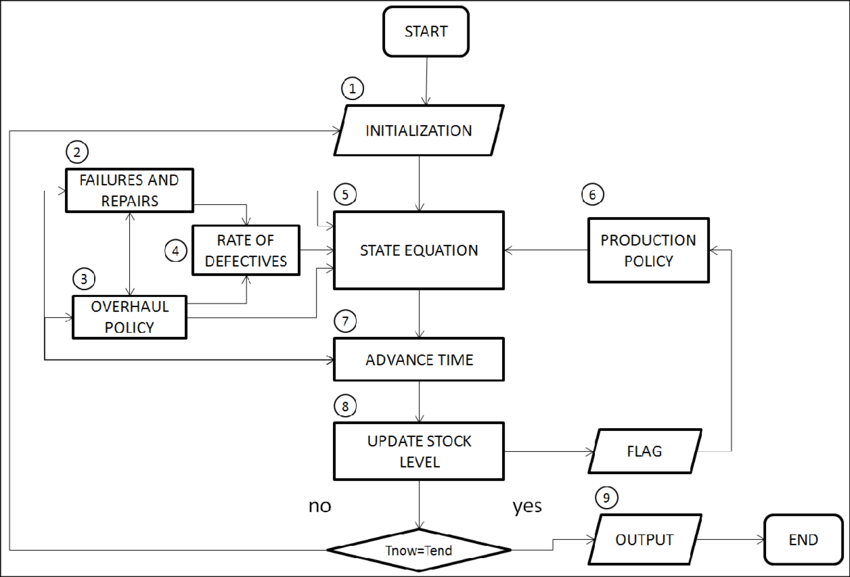 START
1
INITIALIZATION
2
FAILURES AND
REPAIRS
5
6
4
RATE OF
DEFECTIVES
STATE EQUATION
PRODUCTION
POLICY
3
OVERHAUL
POLICY
7
ADVANCE TIME
8
UPDATE STOCK
LEVEL
FLAG
no
yes
9
Tnow=Tend
OUTPUT
END